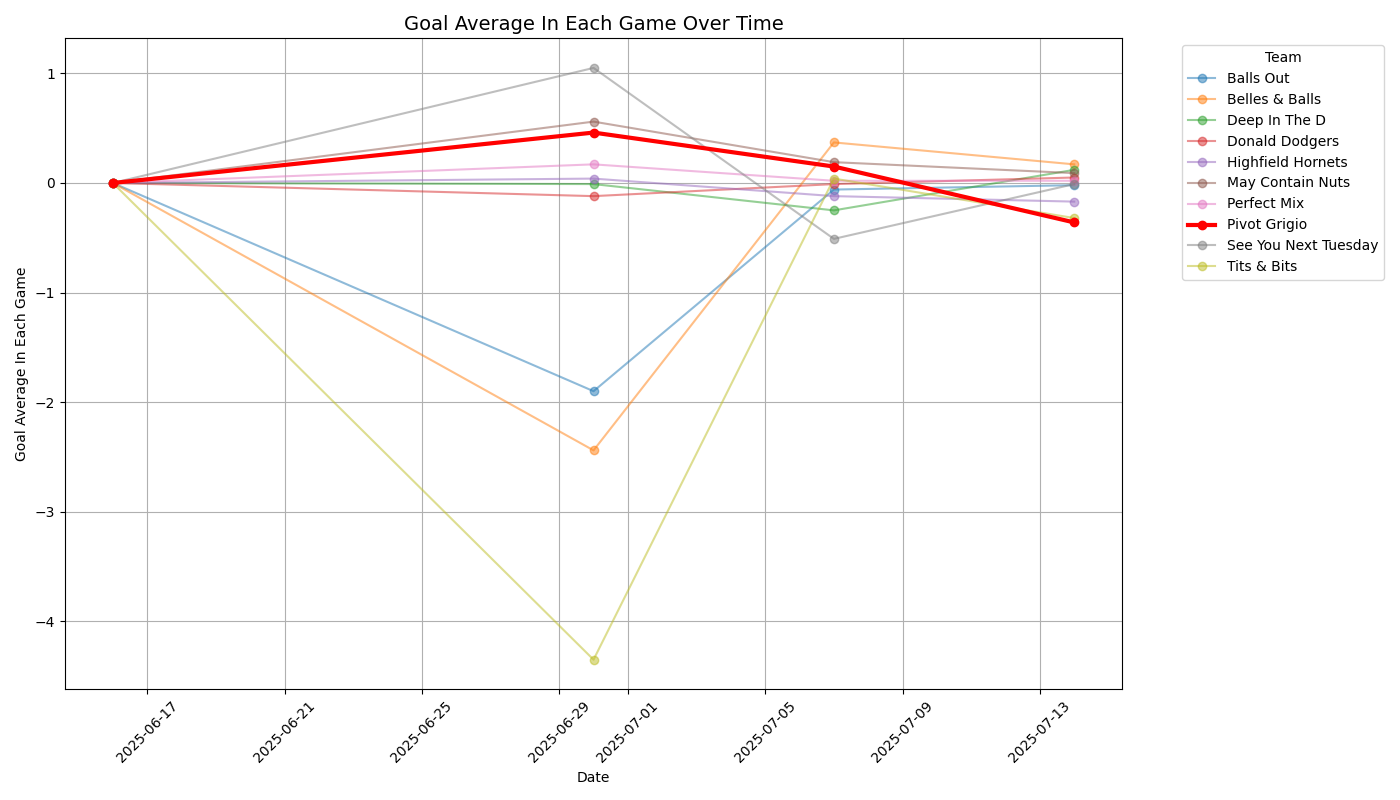 Goal Average In Each Game Over Time
Team
Balls Out
Belles & Balls
Deep In The D
Donald Dodgers
Highfield Hornets
May Contain Nuts
Perfect Mix
Pivot Grigio
See You Next Tuesday
Tits & Bits
Goal Average In Each Game
1
0
−1
−2
−3
−4
2025-06-17
2025-06-21
2025-06-25
2025-06-29
2025-07-01
2025-07-05
2025-07-09
2025-07-13
Date